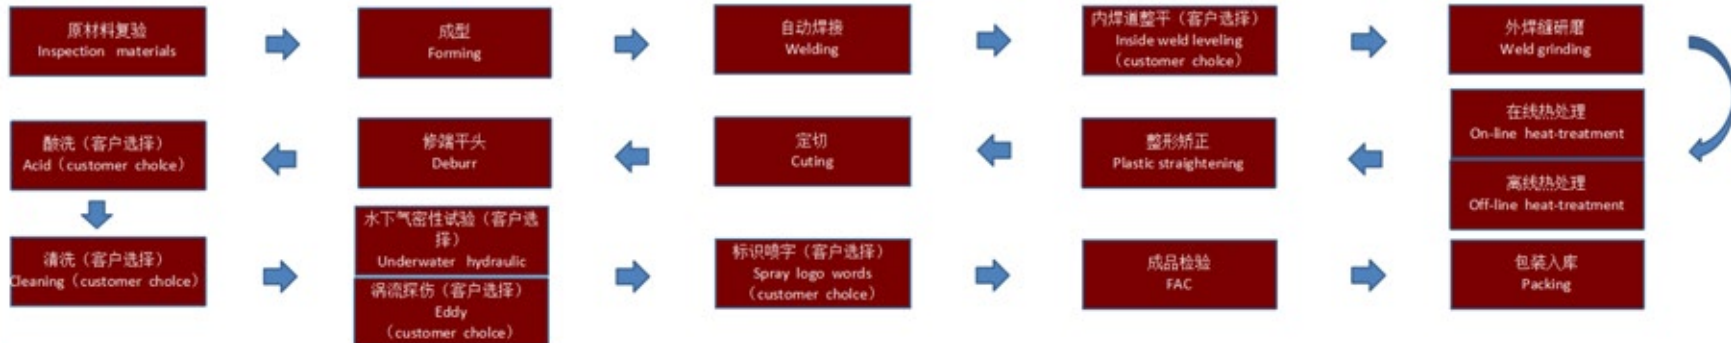 原材料复验
Inspection materials
成型
Forming
自动焊接
Welding
内焊道整平（客户选择）
Inside weld leveling
（customer choice）
外焊缝研磨
Weld grinding
在线热处理
On-line heat-treatment
离线热处理
Off-line heat-treatment
整形矫正
Plastic straightening
定切
Cuting
修端平头
Deburr
酸洗（客户选择）
Acid（customer choice）
清洗（客户选择）
Cleaning（customer choice）
水下气密性试验（客户选
择）
Underwater hydraulic
涡流探伤（客户选择）
Eddy
（customer choice）
标识喷字（客户选择）
Spray logo words
（customer choice）
成品检验
FAC
包装入库
Packing